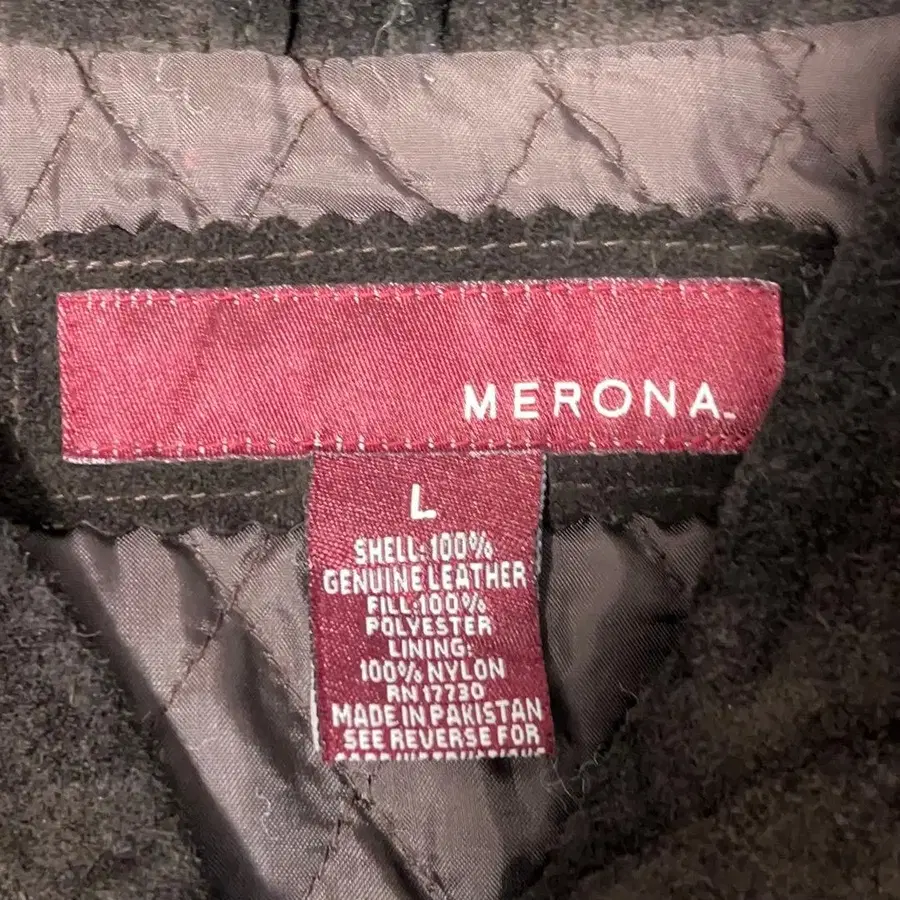 MERONA
L
SHELL: 100%
GENUINE LEATHER
FILL: 100%
POLYESTER
LINING:
100% NYLON
RN 17730
MADE IN PAKISTAN
SEE REVERSE FOR